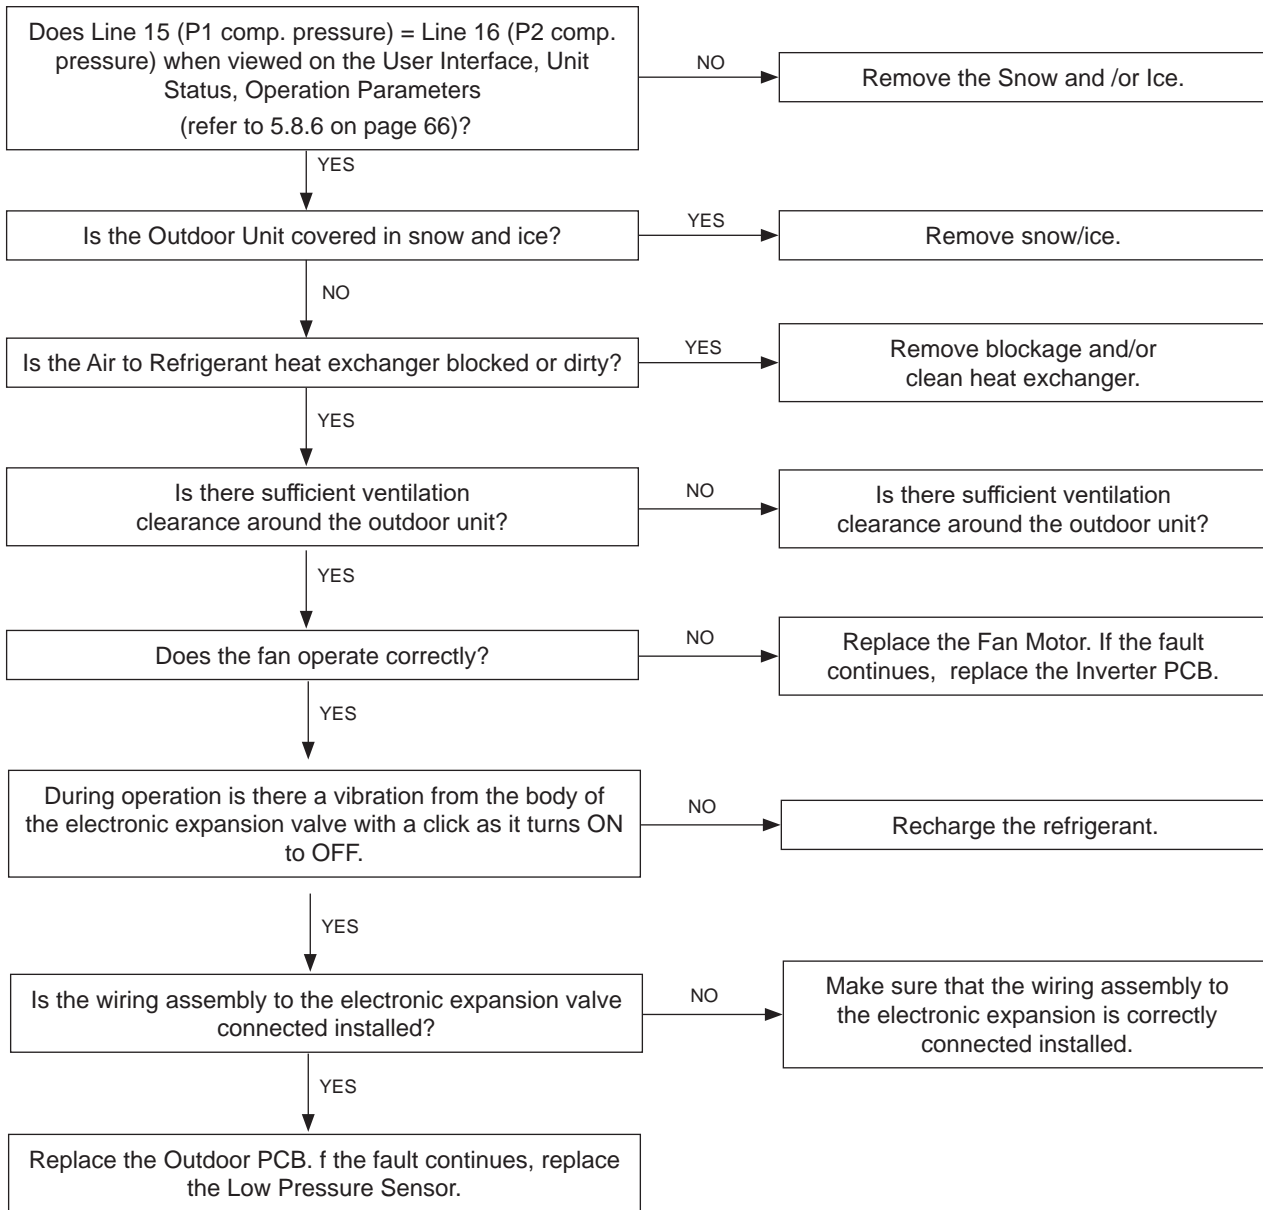 Does Line 15 (P1 comp. pressure) = Line 16 (P2 comp.
pressure) when viewed on the User Interface, Unit
Status, Operation Parameters
(refer to 5.8.6 on page 66)?
NO
Remove the Snow and /or Ice.
YES
Is the Outdoor Unit covered in snow and ice?
YES
Remove snow/ice.
NO
Is the Air to Refrigerant heat exchanger blocked or dirty?
YES
Remove blockage and/or
clean heat exchanger.
YES
Is there sufficient ventilation
clearance around the outdoor unit?
NO
Is there sufficient ventilation
clearance around the outdoor unit?
YES
Does the fan operate correctly?
NO
Replace the Fan Motor. If the fault
continues,  replace the Inverter PCB.
YES
During operation is there a vibration from the body of
the electronic expansion valve with a click as it turns ON
to OFF.
NO
Recharge the refrigerant.
YES
Is the wiring assembly to the electronic expansion valve
connected installed?
NO
Make sure that the wiring assembly to
the electronic expansion is correctly
connected installed.
YES
Replace the Outdoor PCB. f the fault continues, replace
the Low Pressure Sensor.